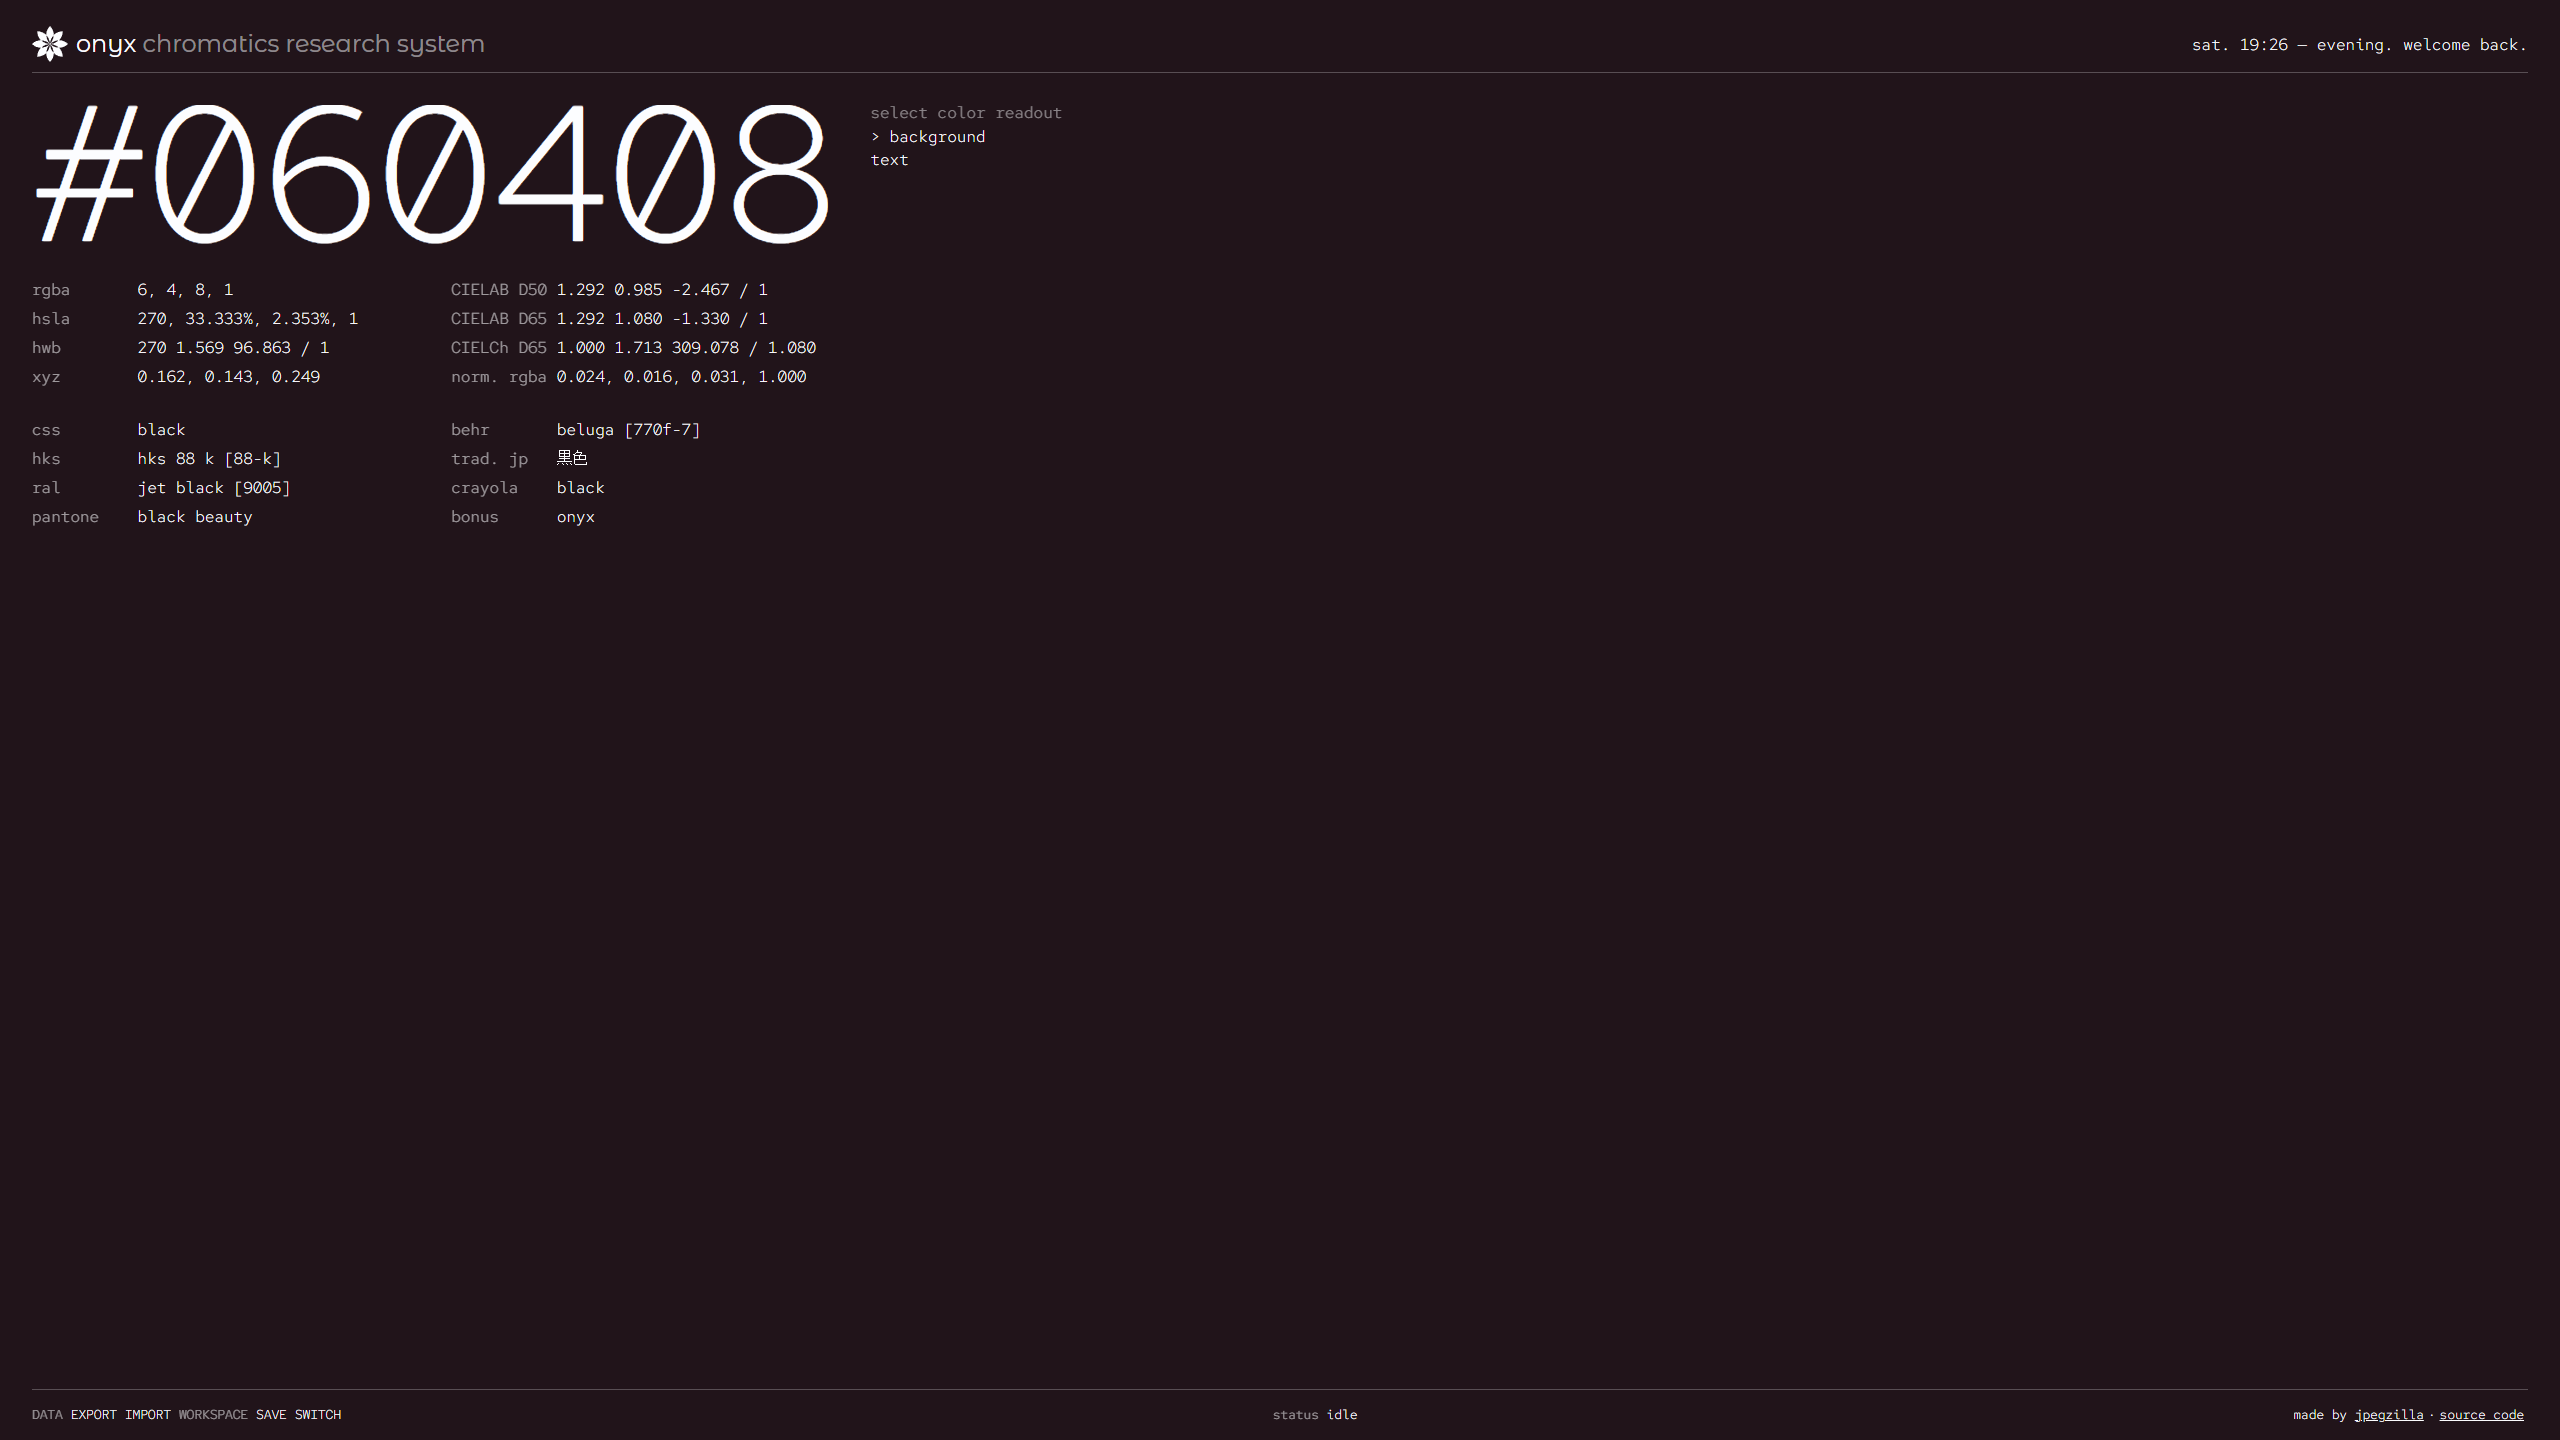 onyx chromatics research system
sat. 19:26 — evening. welcome back.
#060408
select color readout
> background
text
rgba 6, 4, 8, 1
hsla 270, 33.333%, 2.353%, 1
hwb 270 1.569 96.863 / 1
xyz 0.162, 0.143, 0.249
CIELAB D50 1.292 0.985 -2.467 / 1
CIELAB D65 1.292 1.080 -1.330 / 1
CIELCh D65 1.000 1.713 309.078 / 1.080
norm. rgba 0.024, 0.016, 0.031, 1.000
css black
hks hks 88 k [88-k]
ral jet black [9005]
pantone black beauty
behr beluga [770f-7]
trad. jp 黒色
crayola black
bonus onyx
DATA EXPORT IMPORT WORKSPACE SAVE SWITCH
status idle
made by jpegzilla · source code